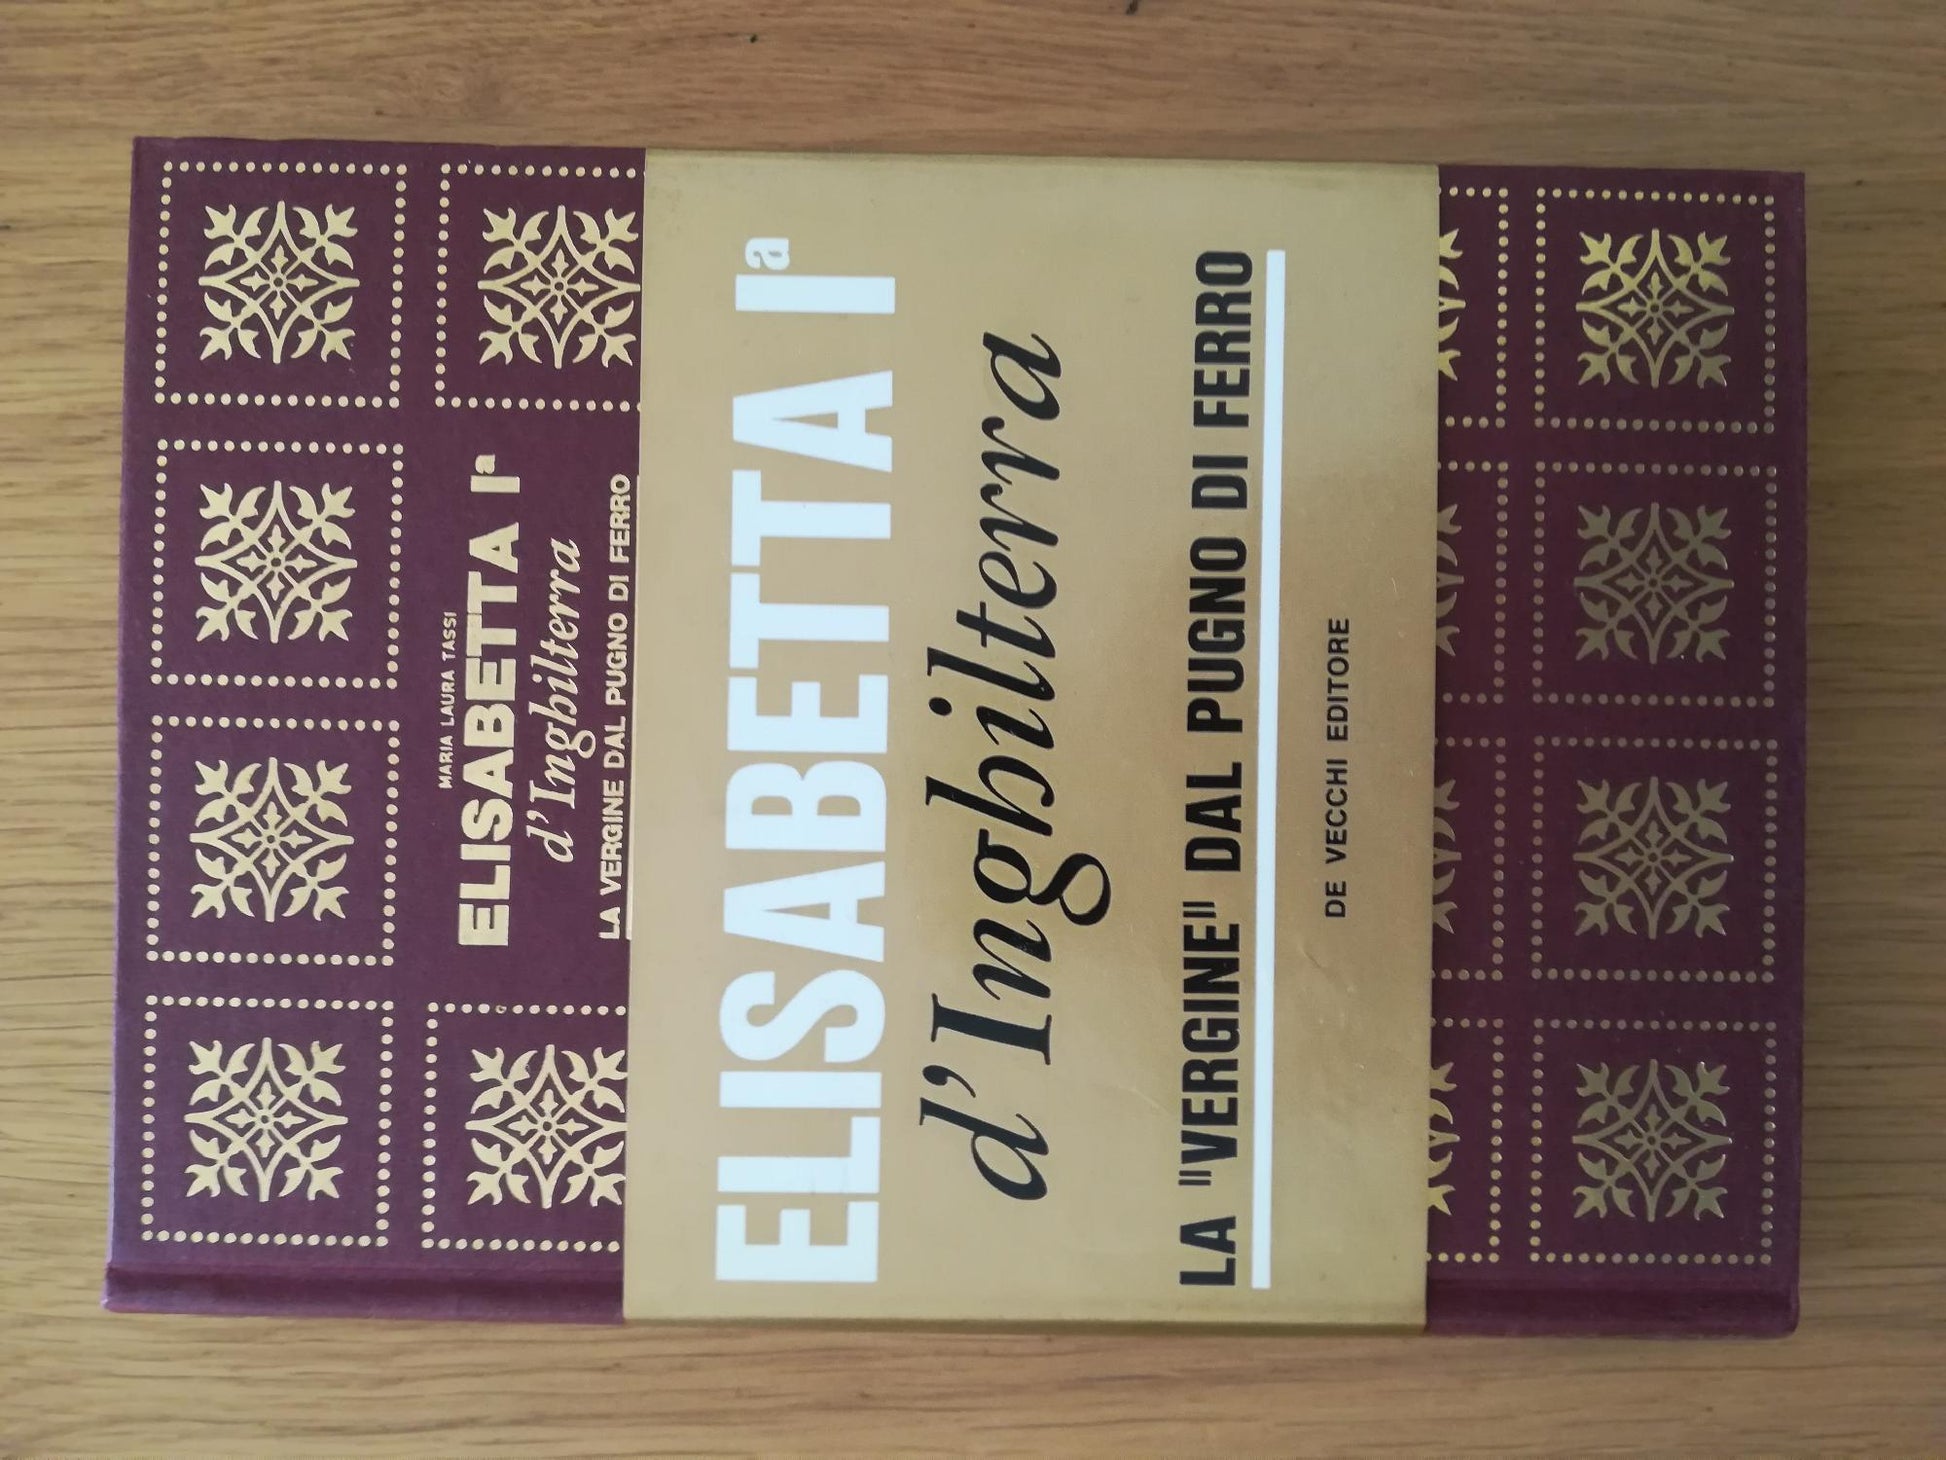 MARIA LAURA TASSI
ELISABETTA Iª
d'Inghilterra
LA VERGINE DAL PUGNO DI FERRO
ELISABETTA Iª
d'Inghilterra
LA "VERGINE" DAL PUGNO DI FERRO
DE VECCHI EDITORE